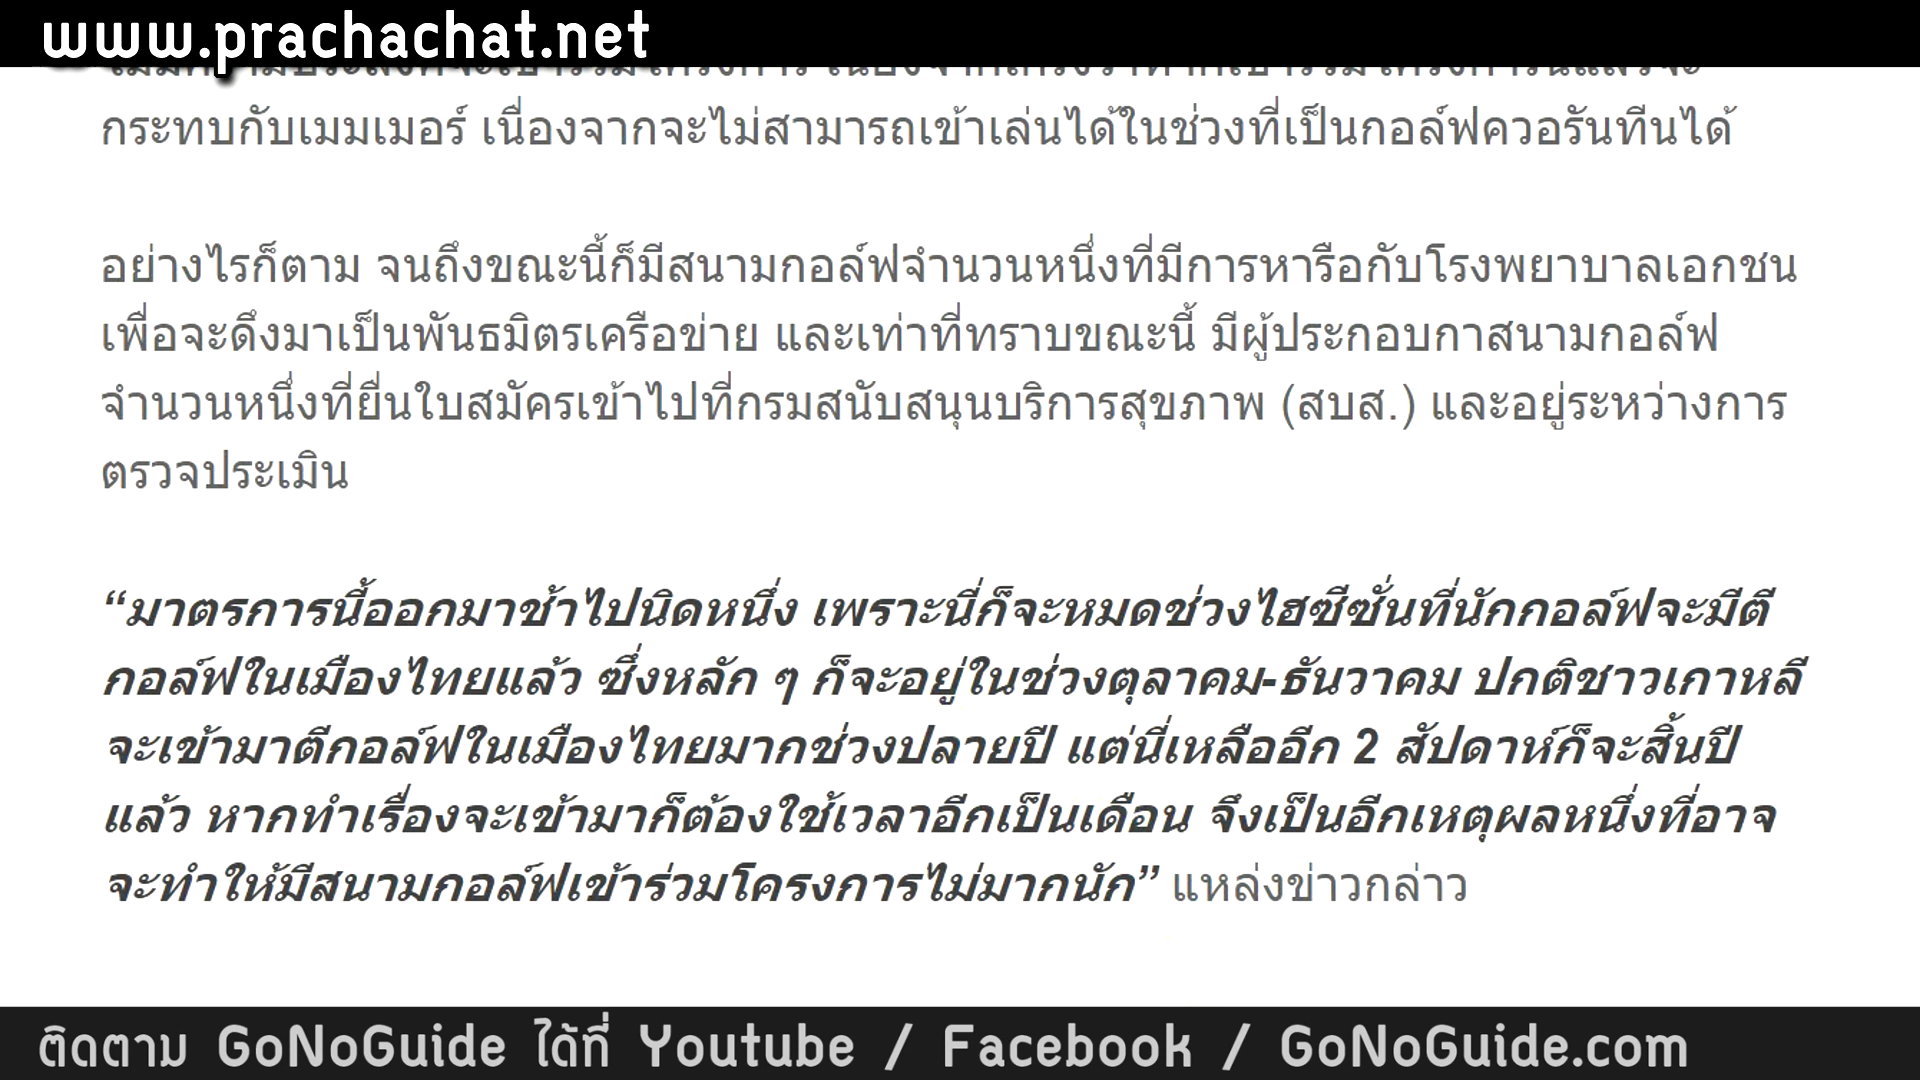 www.prachachat.net
กระทบกับเมมเมอร์ เนื่องจากจะไม่สามารถเข้าเล่นได้ในช่วงที่เป็นกอล์ฟควอรันทีนได้
อย่างไรก็ตาม จนถึงขณะนี้ก็มีสนามกอล์ฟจำนวนหนึ่งที่มีการหารือกับโรงพยาบาลเอกชน
เพื่อจะดึงมาเป็นพันธมิตรเครือข่าย และเท่าที่ทราบขณะนี้ มีผู้ประกอบกาสนามกอล์ฟ
จำนวนหนึ่งที่ยื่นใบสมัครเข้าไปที่กรมสนับสนุนบริการสุขภาพ (สบส.) และอยู่ระหว่างการ
ตรวจประเมิน
“มาตรการนี้ออกมาช้าไปนิดหนึ่ง เพราะนี่ก็จะหมดช่วงไฮซีซั่นที่นักกอล์ฟจะมีตี
กอล์ฟในเมืองไทยแล้ว ซึ่งหลัก ๆ ก็จะอยู่ในช่วงตุลาคม-ธันวาคม ปกติชาวเกาหลี
จะเข้ามาตีกอล์ฟในเมืองไทยมากช่วงปลายปี แต่นี่เหลืออีก 2 สัปดาห์ก็จะสิ้นปี
แล้ว หากทำเรื่องจะเข้ามาก็ต้องใช้เวลาอีกเป็นเดือน จึงเป็นอีกเหตุผลหนึ่งที่อาจ
จะทำให้มีสนามกอล์ฟเข้าร่วมโครงการไม่มากนัก” แหล่งข่าวกล่าว
ติดตาม GoNoGuide ได้ที่ Youtube / Facebook / GoNoGuide.com